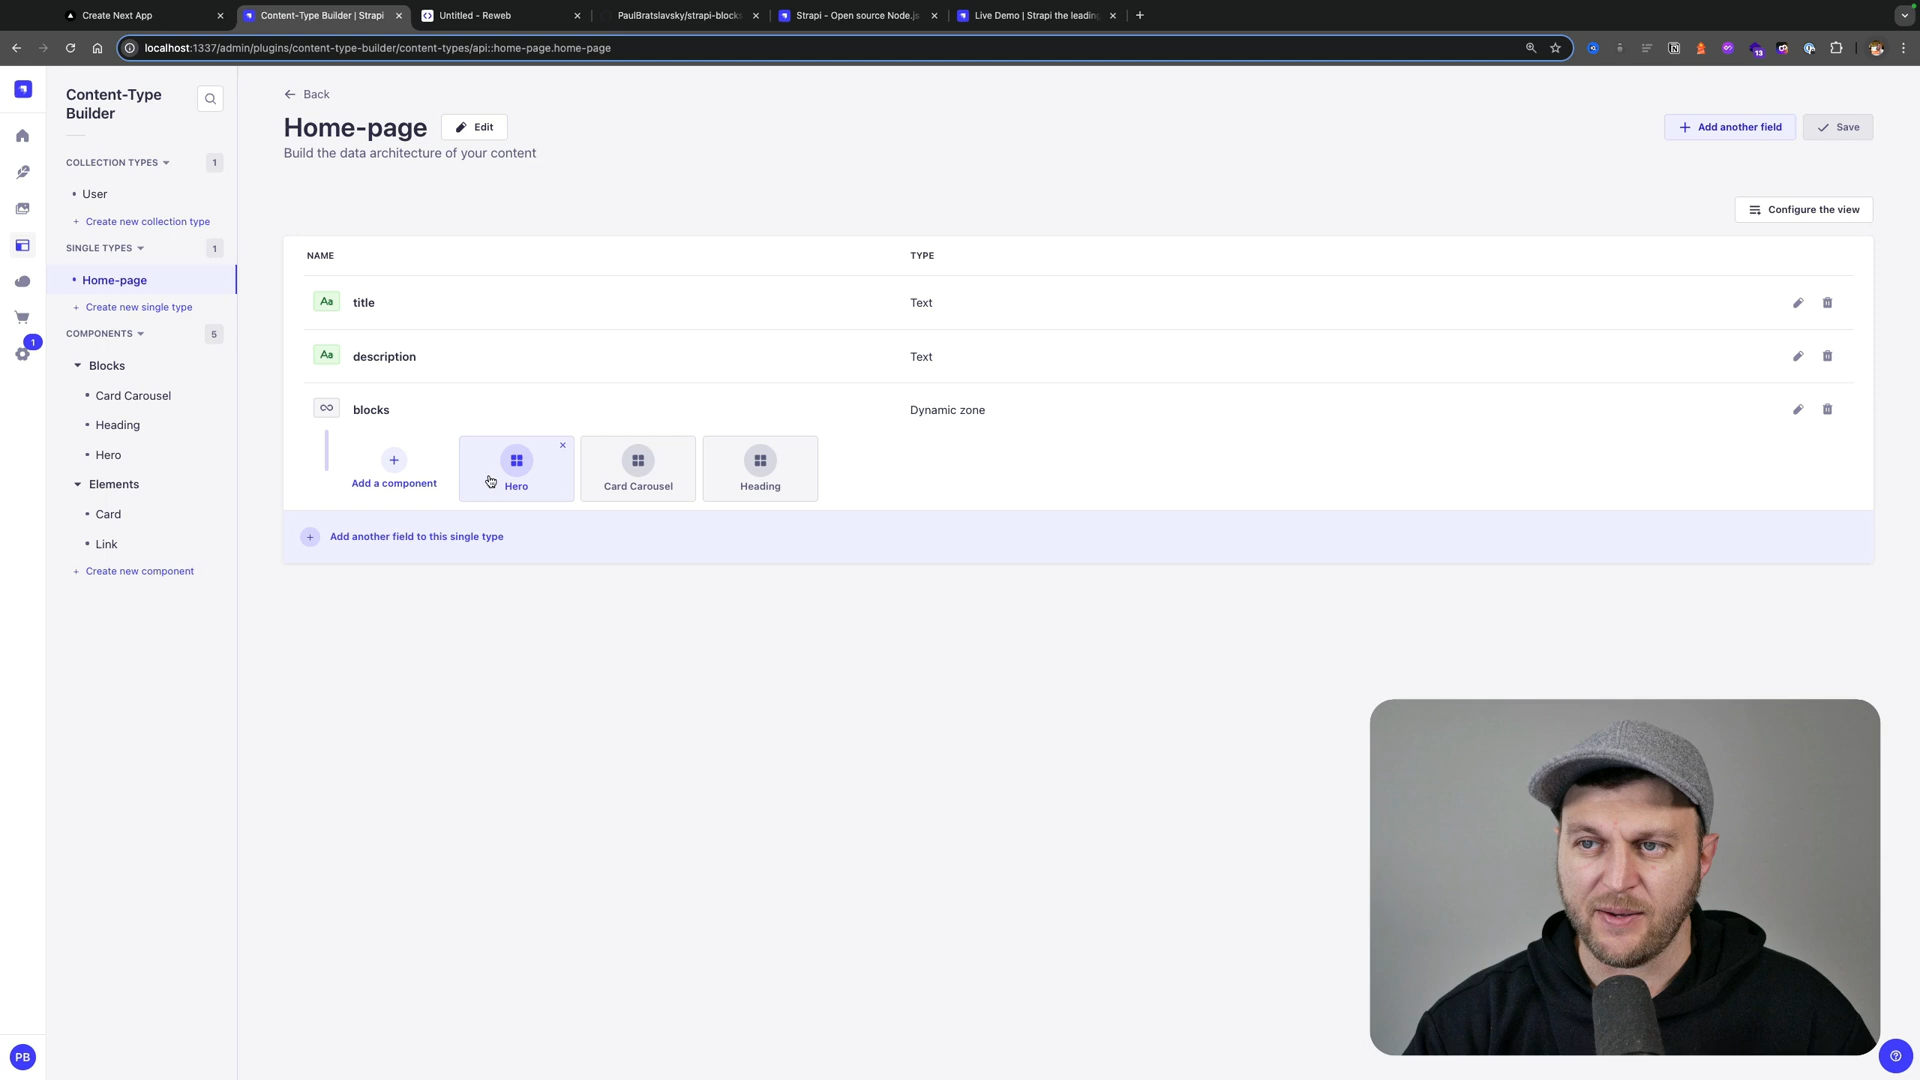 Create Next App
Content-Type Builder | Strapi
Untitled - Reweb
PaulBratslavsky/strapi-blocks
Strapi - Open source Node.js
Live Demo | Strapi the leading
localhost:1337/admin/plugins/content-type-builder/content-types/api::home-page.home-page
13
Content-Type
Builder
COLLECTION TYPES
1
User
+ Create new collection type
SINGLE TYPES
1
Home-page
+ Create new single type
COMPONENTS
5
Blocks
Card Carousel
Heading
Hero
Elements
Card
Link
+ Create new component
1
PB
Back
Home-page
Edit
Build the data architecture of your content
Add another field
Save
Configure the view
NAME
TYPE
Aa
title
Text
Aa
description
Text
blocks
Dynamic zone
Add a component
Hero
Card Carousel
Heading
Add another field to this single type